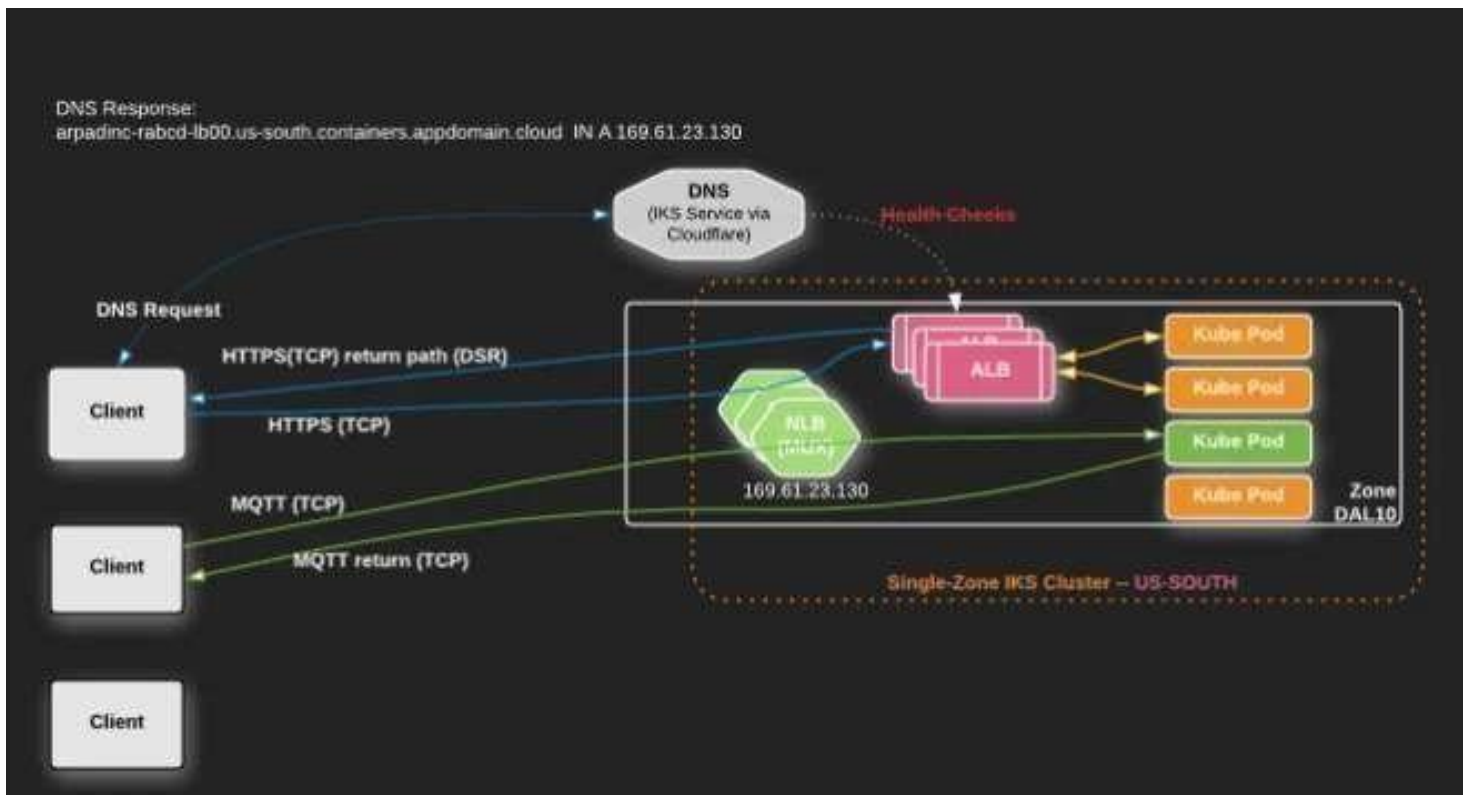 DNS Response:
arpadinc-rabcd-lb00.us-south.containers.appdomain.cloud IN A 169.61.23.130
DNS
(IKS Service via
Cloudflare)
Health Checks
DNS Request
HTTPS(TCP) return path (DSR)
Client
HTTPS (TCP)
ALB
ALB
Kube Pod
Kube Pod
NLB
(MUX)
Kube Pod
169.61.23.130
Kube Pod
Zone
DAL10
MQTT (TCP)
Client
MQTT return (TCP)
Single-Zone IKS Cluster – US-SOUTH
Client